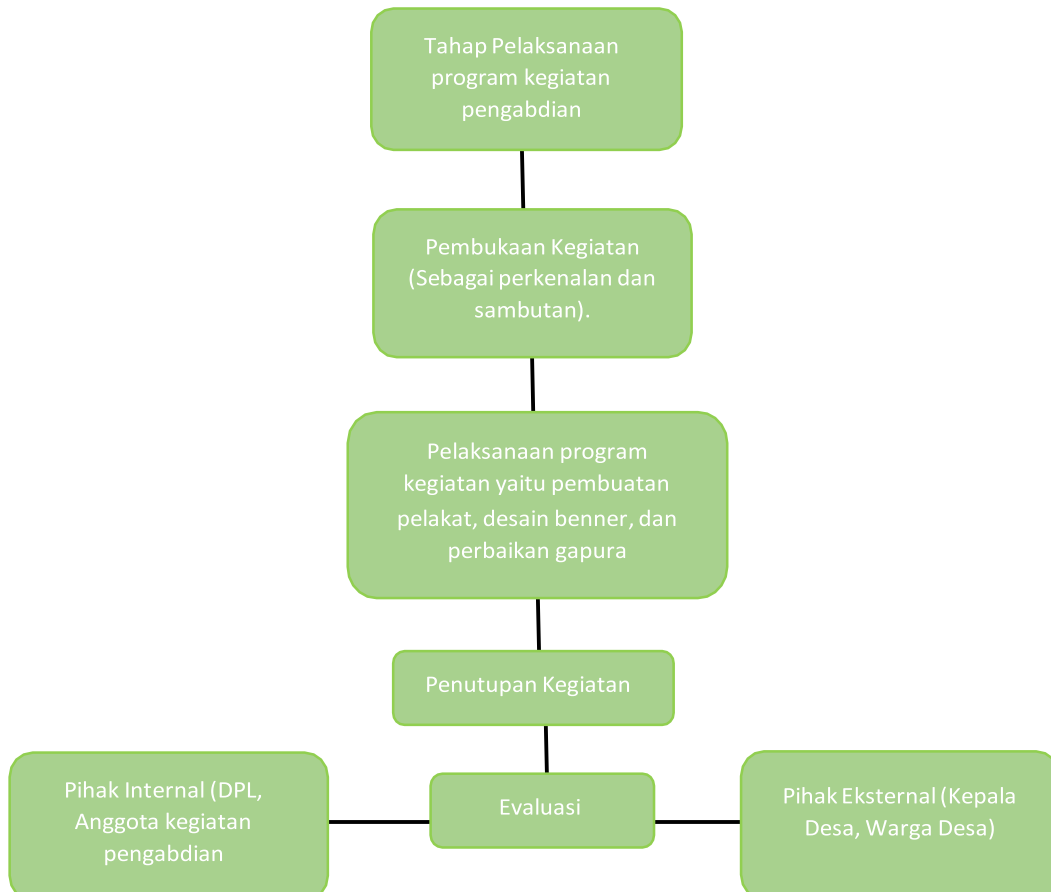 Tahap Pelaksanaan
program kegiatan
pengabdian
Pembukaan Kegiatan
(Sebagai perkenalan dan
sambutan).
Pelaksanaan program
kegiatan yaitu pembuatan
pelakat, desain benner, dan
perbaikan gapura
Penutupan Kegiatan
Pihak Internal (DPL,
Anggota kegiatan
pengabdian
Evaluasi
Pihak Eksternal (Kepala
Desa, Warga Desa)